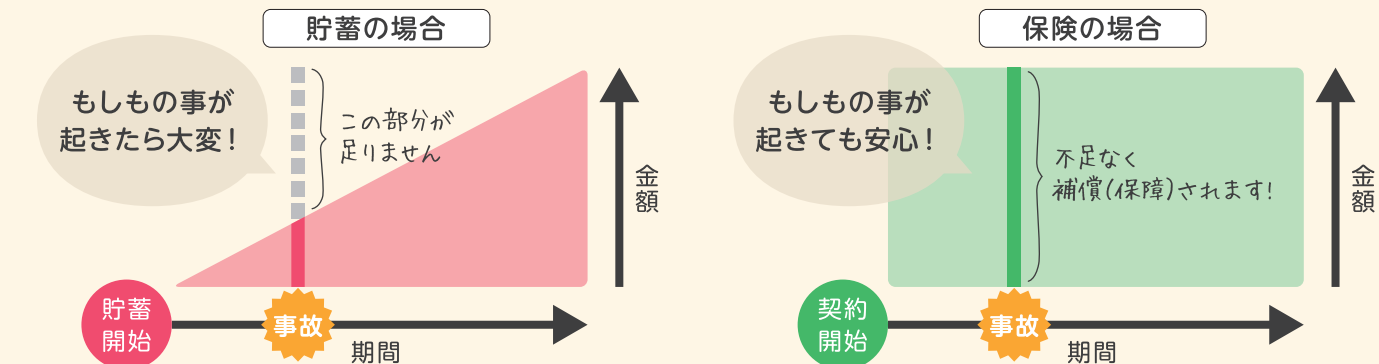 貯蓄の場合
もしもの事が
起きたら大変！
この部分が
足りません
金額
貯蓄
開始
事故
期間
保険の場合
もしもの事が
起きても安心！
不足なく
補償(保障)されます!
金額
契約
開始
事故
期間